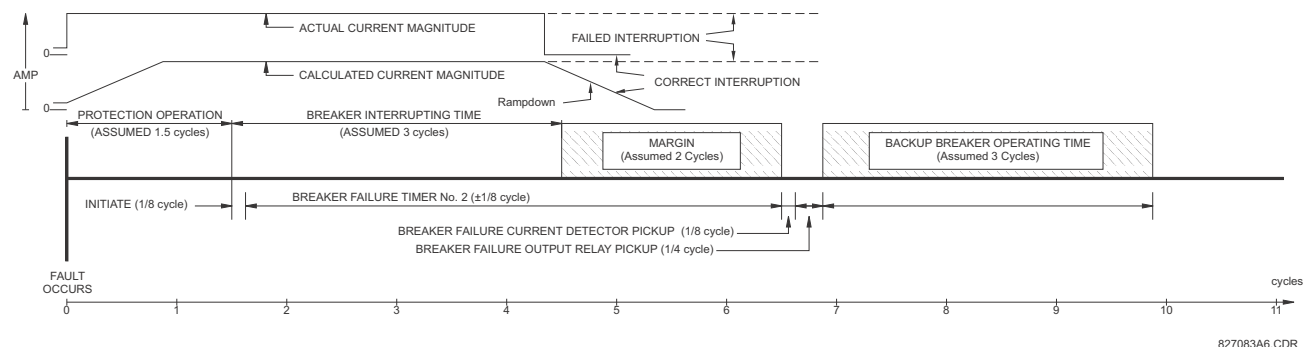 ACTUAL CURRENT MAGNITUDE
FAILED INTERRUPTION
0
AMP
CALCULATED CURRENT MAGNITUDE
CORRECT INTERRUPTION
Rampdown
0
PROTECTION OPERATION
(ASSUMED 1.5 cycles)
BREAKER INTERRUPTING TIME
(ASSUMED 3 cycles)
MARGIN
(Assumed 2 Cycles)
BACKUP BREAKER OPERATING TIME
(Assumed 3 Cycles)
INITIATE (1/8 cycle)
BREAKER FAILURE TIMER No. 2 (±1/8 cycle)
BREAKER FAILURE CURRENT DETECTOR PICKUP (1/8 cycle)
BREAKER FAILURE OUTPUT RELAY PICKUP (1/4 cycle)
FAULT
OCCURS
cycles
0 1 2 3 4 5 6 7 8 9 10 11
827083A6.CDR